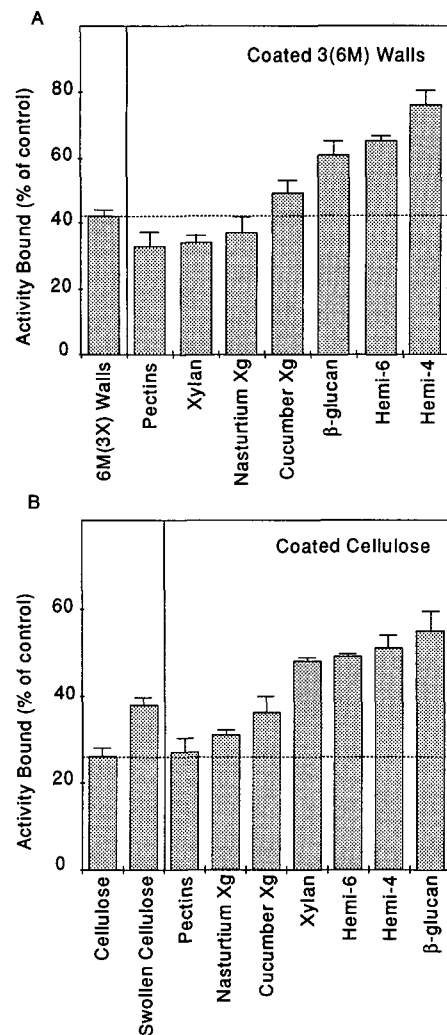 A
Coated 3(6M) Walls
Activity Bound (% of control)
80
60
40
20
0
6M(3X) Walls
Pectins
Xylan
Nasturtium Xg
Cucumber Xg
β-glucan
Hemi-6
Hemi-4
B
Coated Cellulose
Activity Bound (% of control)
60
40
20
0
Cellulose
Swollen Cellulose
Pectins
Nasturtium Xg
Cucumber Xg
Xylan
Hemi-6
Hemi-4
β-glucan